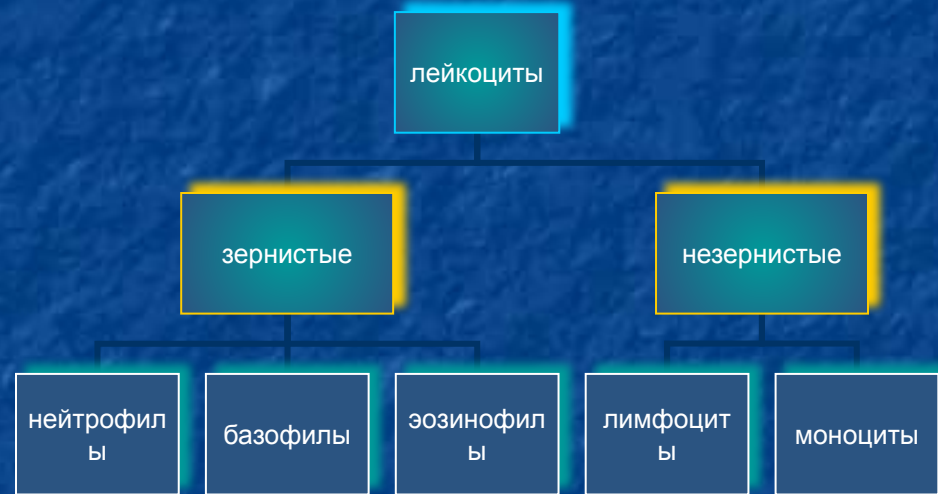 лейкоциты
зернистые
незернистые
нейтрофил
ы
базофилы
эозинофил
ы
лимфоцит
ы
моноциты